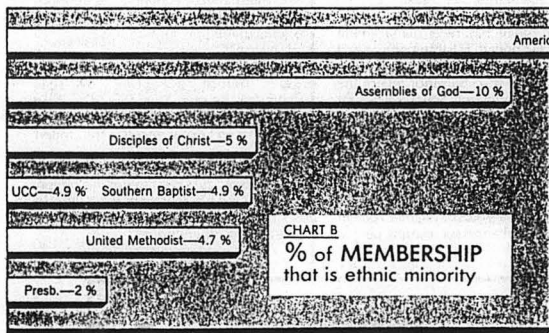 Americ
Assemblies of God—10 %
Disciples of Christ—5 %
UCC—4.9 % Southern Baptist—4.9 %
United Methodist—4.7 %
Presb.—2 %
CHART B
% of MEMBERSHIP
that is ethnic minority